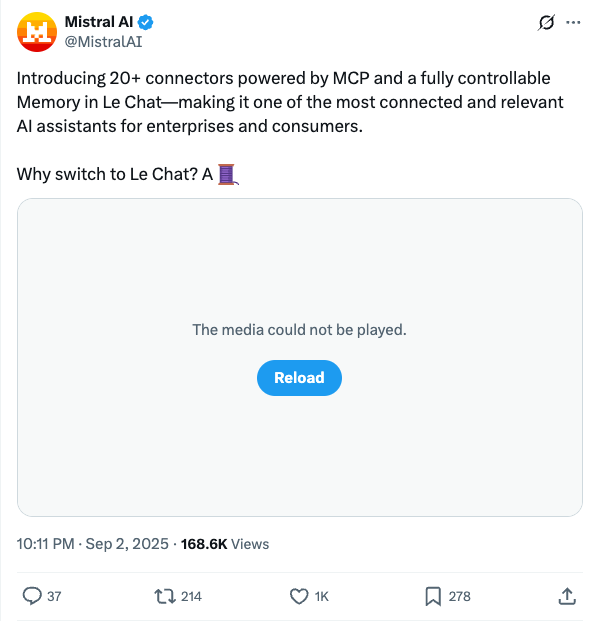 Mistral AI
@MistralAI
Introducing 20+ connectors powered by MCP and a fully controllable
Memory in Le Chat—making it one of the most connected and relevant
AI assistants for enterprises and consumers.
Why switch to Le Chat? A 🧵
The media could not be played.
Reload
10:11 PM · Sep 2, 2025 · 168.6K Views
37 214 1K 278